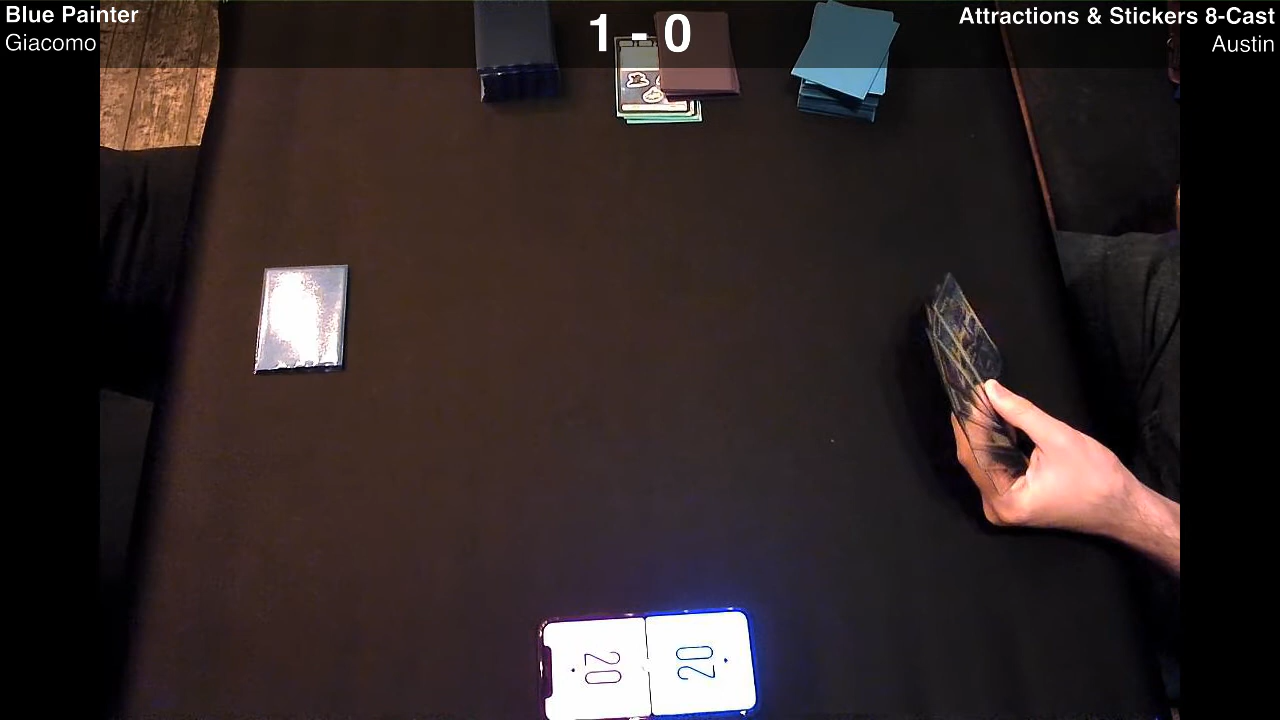 Blue Painter
Giacomo
1 - 0
Attractions & Stickers 8-Cast
Austin
20
20